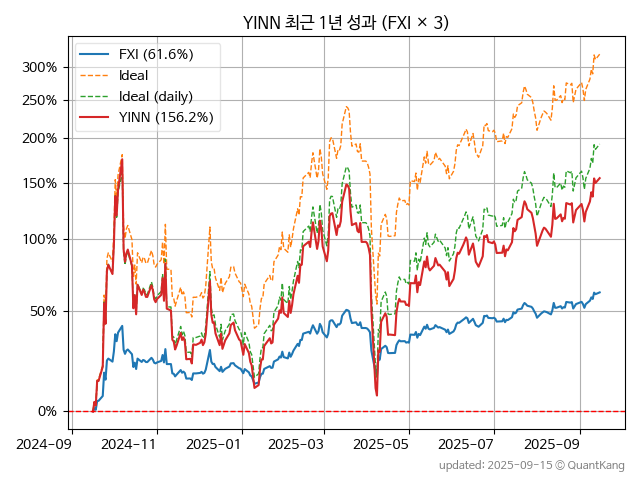 YINN 최근 1년 성과 (FXI × 3)
FXI (61.6%)
Ideal
Ideal (daily)
YINN (156.2%)
300%
250%
200%
150%
100%
50%
0%
2024-09 2024-11 2025-01 2025-03 2025-05 2025-07 2025-09
updated: 2025-09-15 © QuantKang